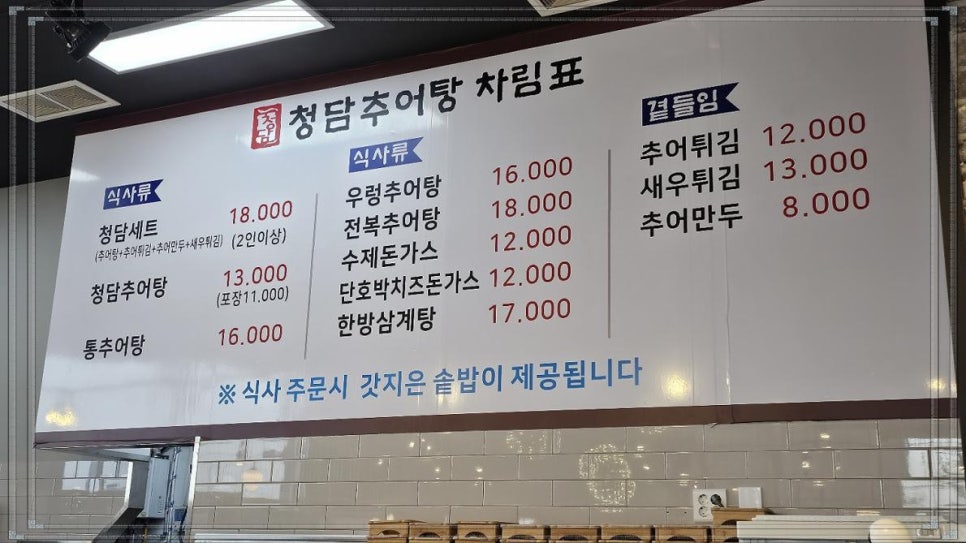 청담 청담추어탕 차림표
식사류
청담세트 18.000
(추어탕+추어튀김+추어만두+새우튀김) (2인이상)
청담추어탕 13.000
(포장11.000)
통추어탕 16.000
식사류
우렁추어탕 16.000
전복추어탕 18.000
수제돈가스 12.000
단호박치즈돈가스 12.000
한방삼계탕 17.000
곁들임
추어튀김 12.000
새우튀김 13.000
추어만두 8.000
※ 식사 주문시 갓지은 솥밥이 제공됩니다